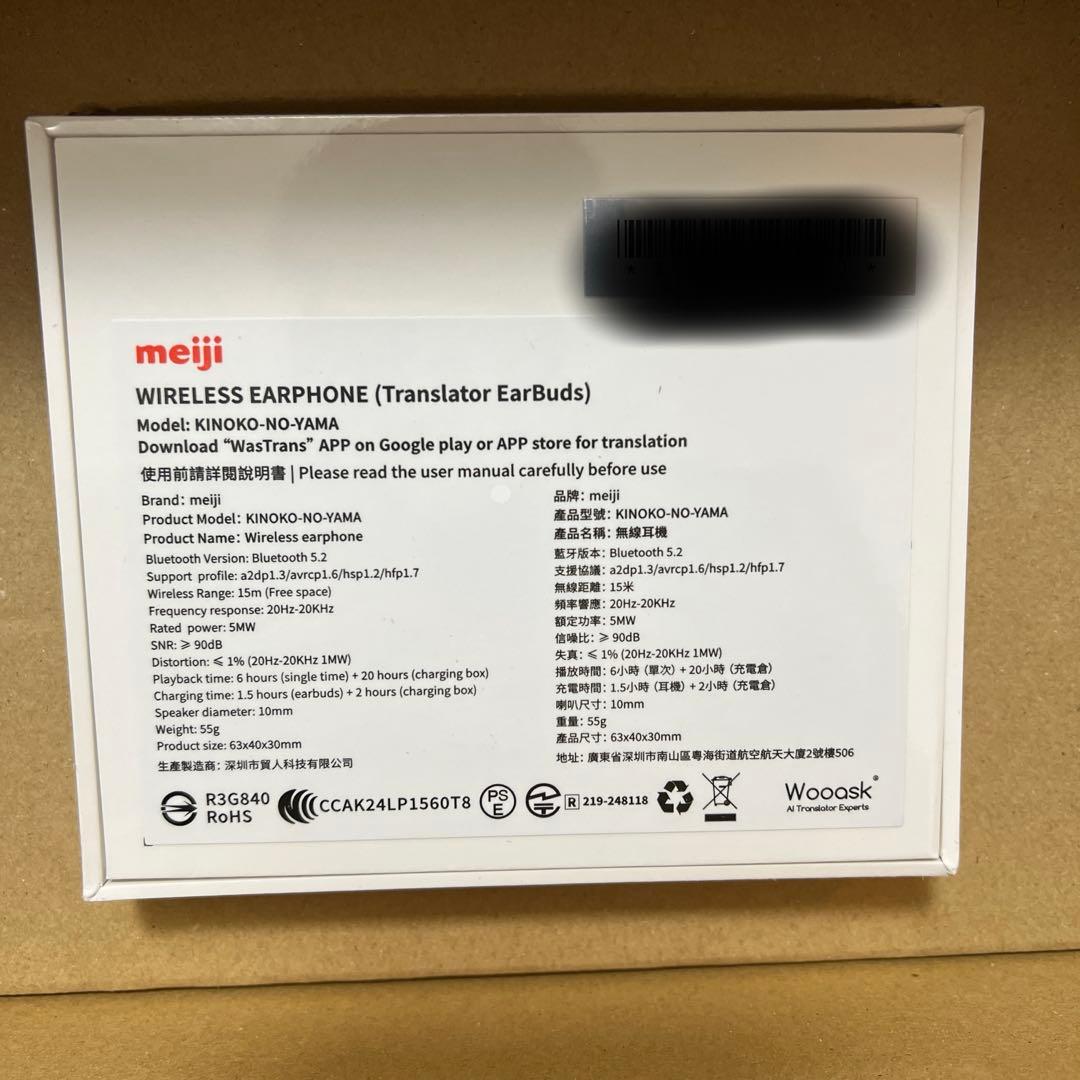 meiji
WIRELESS EARPHONE (Translator EarBuds)
Model: KINOKO-NO-YAMA
Download “WasTrans” APP on Google play or APP store for translation
使用前請詳閱說明書 | Please read the user manual carefully before use
Brand: meiji
Product Model: KINOKO-NO-YAMA
Product Name: Wireless earphone
Bluetooth Version: Bluetooth 5.2
Support profile: a2dp1.3/avrcp1.6/hsp1.2/hfp1.7
Wireless Range: 15m (Free space)
Frequency response: 20Hz-20KHz
Rated power: 5MW
SNR: ≥ 90dB
Distortion: ≤ 1% (20Hz-20KHz 1MW)
Playback time: 6 hours (single time) + 20 hours (charging box)
Charging time: 1.5 hours (earbuds) + 2 hours (charging box)
Speaker diameter: 10mm
Weight: 55g
Product size: 63x40x30mm
生產製造商: 深圳市貿人科技有限公司
品牌: meiji
產品型號: KINOKO-NO-YAMA
產品名稱: 無線耳機
藍牙版本: Bluetooth 5.2
支援協議: a2dp1.3/avrcp1.6/hsp1.2/hfp1.7
無線距離: 15米
頻率響應: 20Hz-20KHz
額定功率: 5MW
信噪比: ≥ 90dB
失真: ≤ 1% (20Hz-20KHz 1MW)
播放時間: 6小時 (單次) + 20小時 (充電倉)
充電時間: 1.5小時 (耳機) + 2小時 (充電倉)
喇叭尺寸: 10mm
重量: 55g
產品尺寸: 63x40x30mm
地址: 廣東省深圳市南山區粵海街道航空航天大廈2號樓506
R3G840
RoHS
CCAK24LP1560T8
PS
E
R 219-248118
Wooask®
AI Translator Experts